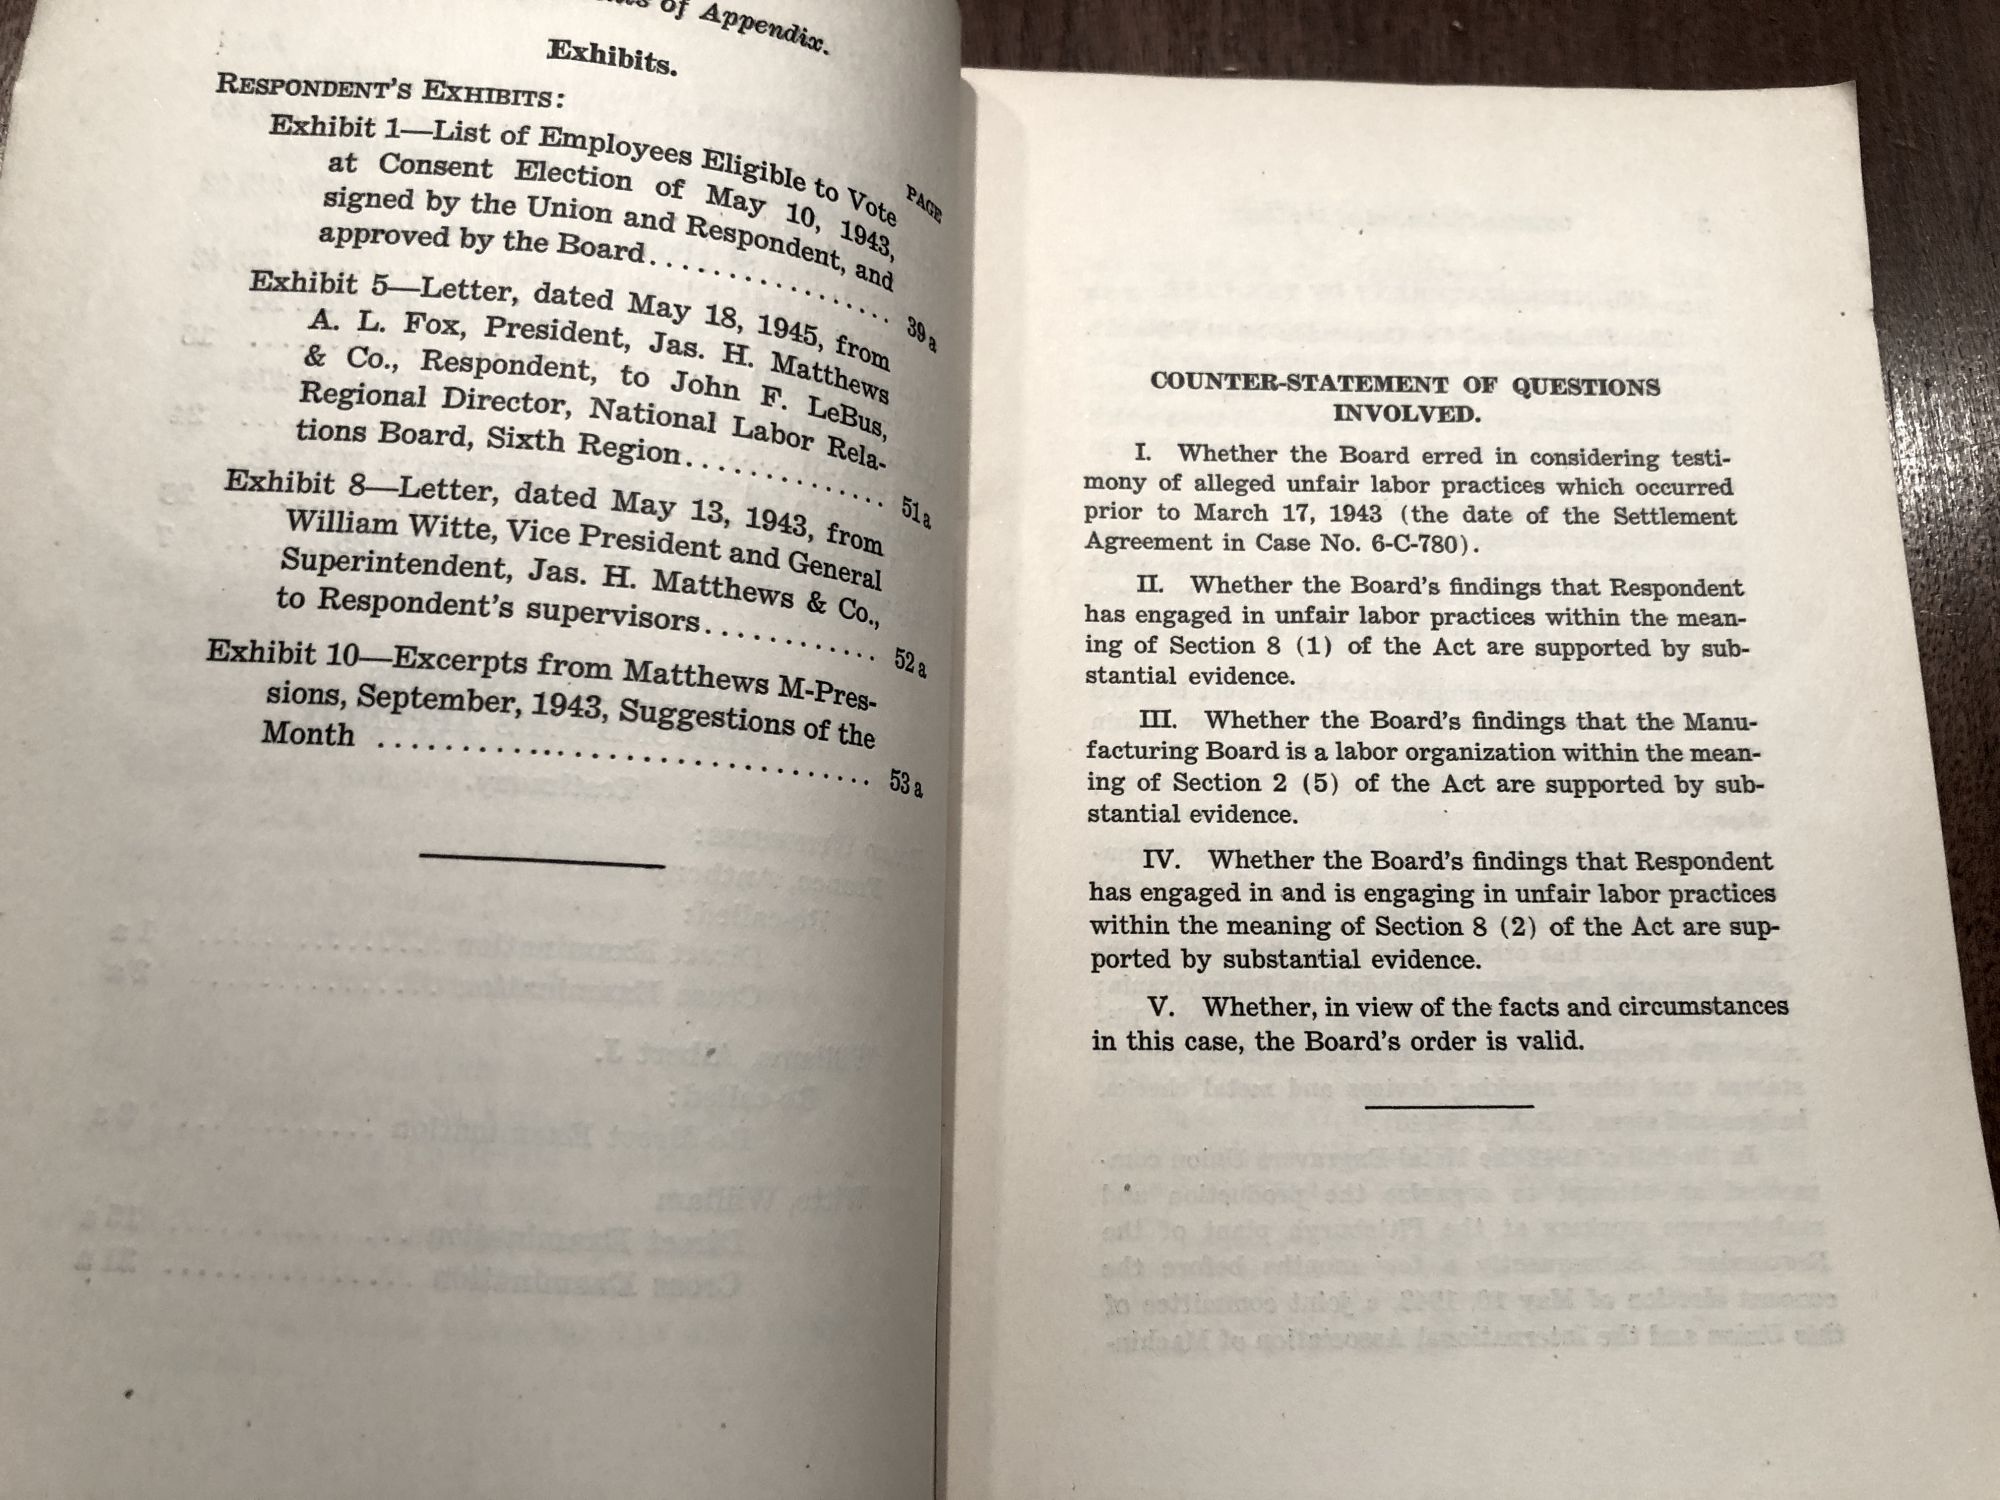 of Appendix.
Exhibits.
RESPONDENT'S EXHIBITS:
PAGE
Exhibit 1—List of Employees Eligible to Vote
at Consent Election of May 10, 1943,
signed by the Union and Respondent, and
approved by the Board.................. 39a
Exhibit 5—Letter, dated May 18, 1945, from
A. L. Fox, President, Jas. H. Matthews
& Co., Respondent, to John F. LeBus,
Regional Director, National Labor Rela-
tions Board, Sixth Region............... 51a
Exhibit 8—Letter, dated May 13, 1943, from
William Witte, Vice President and General
Superintendent, Jas. H. Matthews & Co.,
to Respondent's supervisors............. 52a
Exhibit 10—Excerpts from Matthews M-Pres-
sions, September, 1943, Suggestions of the
Month .................................. 53a
COUNTER-STATEMENT OF QUESTIONS
INVOLVED.
I. Whether the Board erred in considering testi-
mony of alleged unfair labor practices which occurred
prior to March 17, 1943 (the date of the Settlement
Agreement in Case No. 6-C-780).
II. Whether the Board's findings that Respondent
has engaged in unfair labor practices within the mean-
ing of Section 8 (1) of the Act are supported by sub-
stantial evidence.
III. Whether the Board's findings that the Manu-
facturing Board is a labor organization within the mean-
ing of Section 2 (5) of the Act are supported by sub-
stantial evidence.
IV. Whether the Board's findings that Respondent
has engaged in and is engaging in unfair labor practices
within the meaning of Section 8 (2) of the Act are sup-
ported by substantial evidence.
V. Whether, in view of the facts and circumstances
in this case, the Board's order is valid.